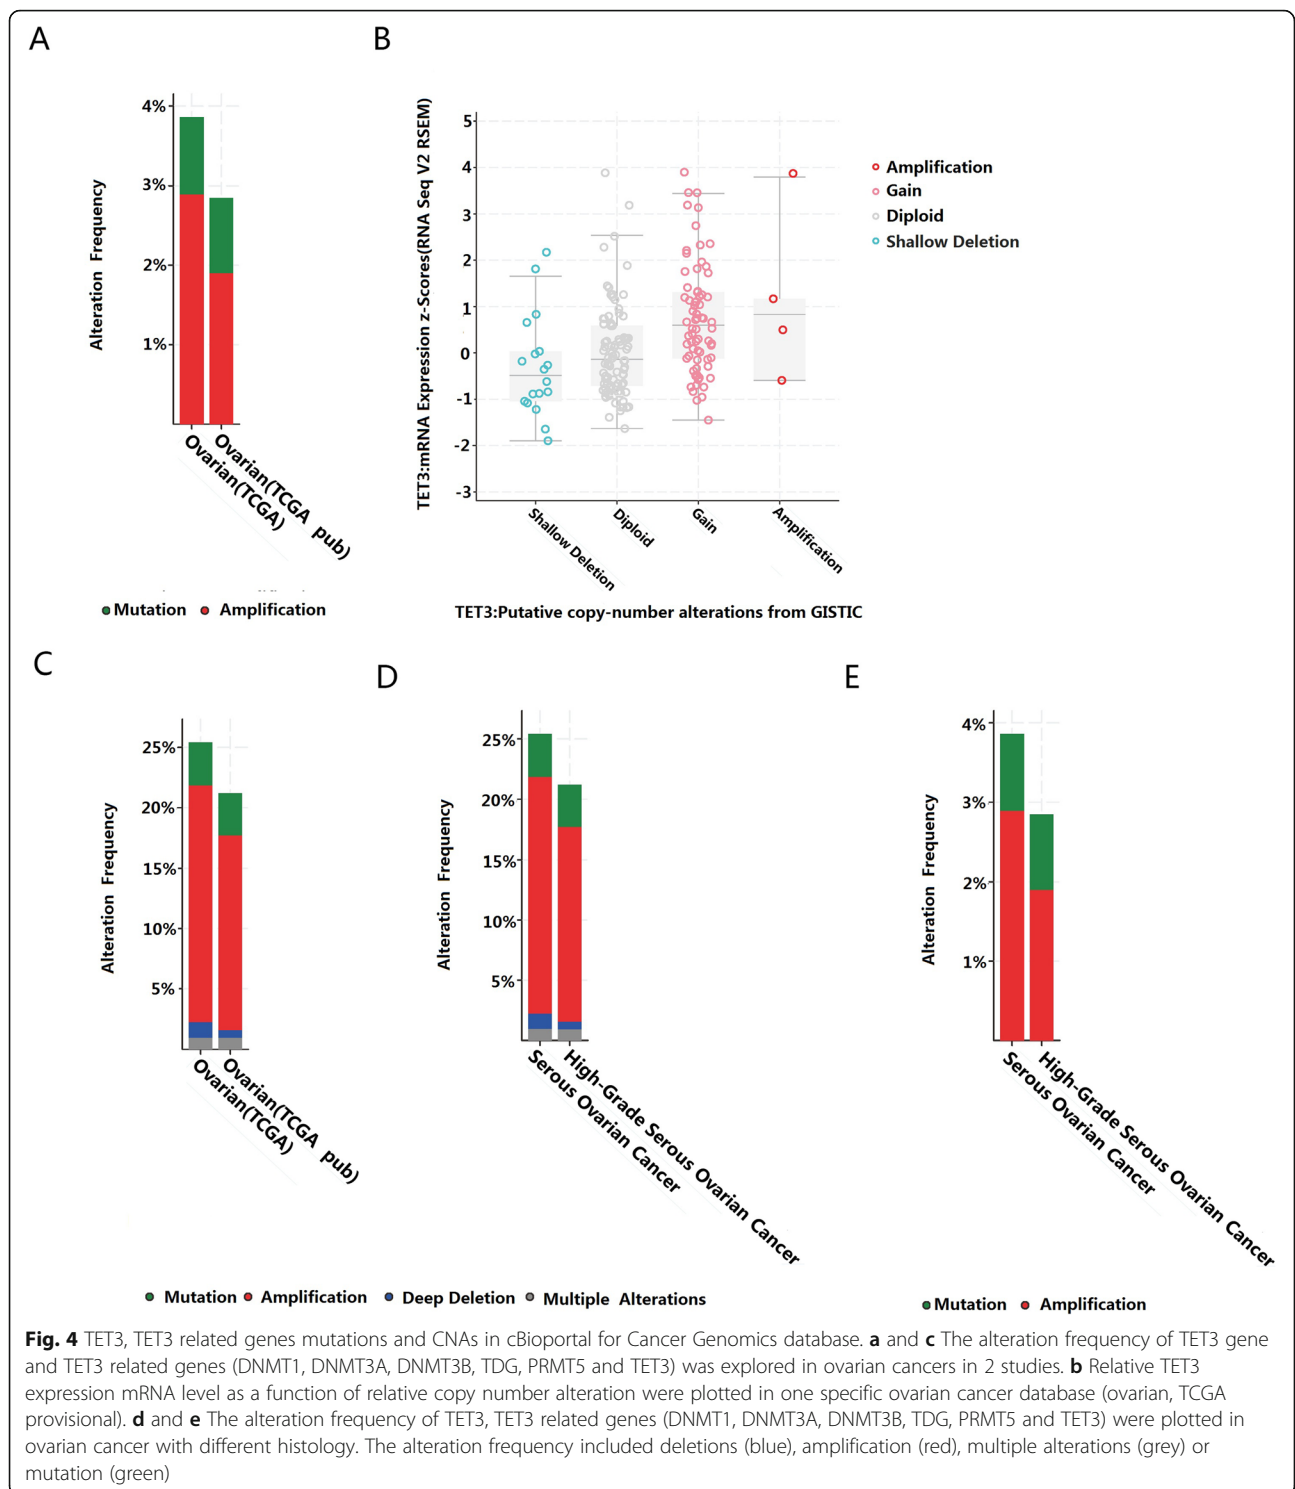 A
B
4%
3%
2%
1%
Alteration Frequency
Ovarian(TCGA)
Ovarian(TCGA pub)
Mutation
Amplification
TET3:mRNA Expression z-Scores(RNA Seq V2 RSEM)
5
4
3
2
1
0
-1
-2
-3
Shallow Deletion
Diploid
Gain
Amplification
TET3:Putative copy-number alterations from GISTIC
Amplification
Gain
Diploid
Shallow Deletion
C
D
E
25%
20%
15%
10%
5%
Alteration Frequency
Ovarian(TCGA)
Ovarian(TCGA pub)
25%
20%
15%
10%
5%
Alteration Frequency
Serous Ovarian Cancer
High-Grade Serous Ovarian Cancer
Mutation Amplification Deep Deletion Multiple Alterations
4%
3%
2%
1%
Alteration Frequency
Serous Ovarian Cancer
High-Grade Serous Ovarian Cancer
Mutation Amplification
Fig. 4 TET3, TET3 related genes mutations and CNAs in cBioportal for Cancer Genomics database. a and c The alteration frequency of TET3 gene
and TET3 related genes (DNMT1, DNMT3A, DNMT3B, TDG, PRMT5 and TET3) was explored in ovarian cancers in 2 studies. b Relative TET3
expression mRNA level as a function of relative copy number alteration were plotted in one specific ovarian cancer database (ovarian, TCGA
provisional). d and e The alteration frequency of TET3, TET3 related genes (DNMT1, DNMT3A, DNMT3B, TDG, PRMT5 and TET3) were plotted in
ovarian cancer with different histology. The alteration frequency included deletions (blue), amplification (red), multiple alterations (grey) or
mutation (green)